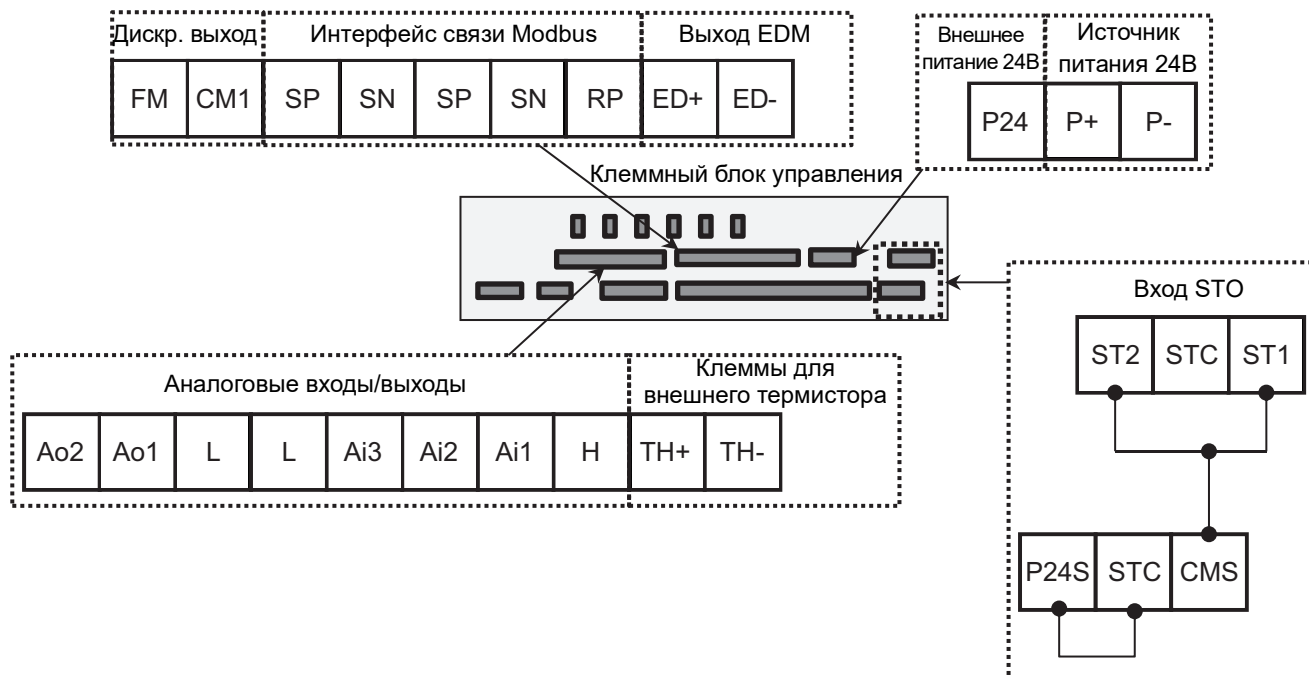 Дискр. выход Интерфейс связи Modbus Выход EDM
FM CM1 SP SN SP SN RP ED+ ED-
Внешнее
питание 24В
Источник
питания 24В
P24 P+ P-
Клеммный блок управления
Вход STO
ST2 STC ST1
P24S STC CMS
Аналоговые входы/выходы
Клеммы для
внешнего термистора
Ao2 Ao1 L L Ai3 Ai2 Ai1 H TH+ TH-